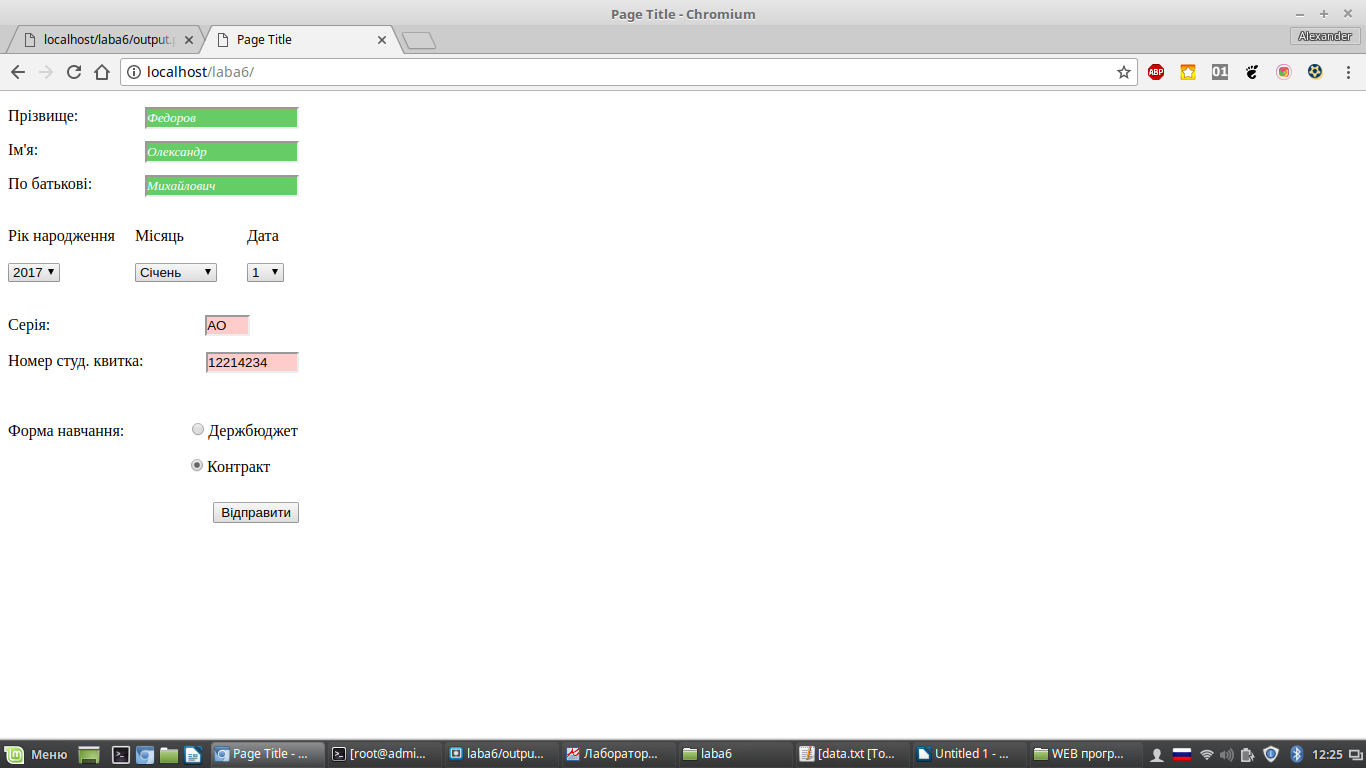 Page Title - Chromium
localhost/laba6/output.p
Page Title
Alexander
localhost/laba6/
ABP
01
Прізвище: Федоров
Ім'я: Олександр
По батькові: Михайлович
Рік народження Місяць Дата
2017 Січень 1
Серія: АО
Номер студ. квитка: 12214234
Форма навчання: Держбюджет
Контракт
Відправити
Меню Page Title - ... [root@admi... laba6/outpu... Лаборатор... laba6 [data.txt [To... Untitled 1 - ... WEB прогр... 12:25